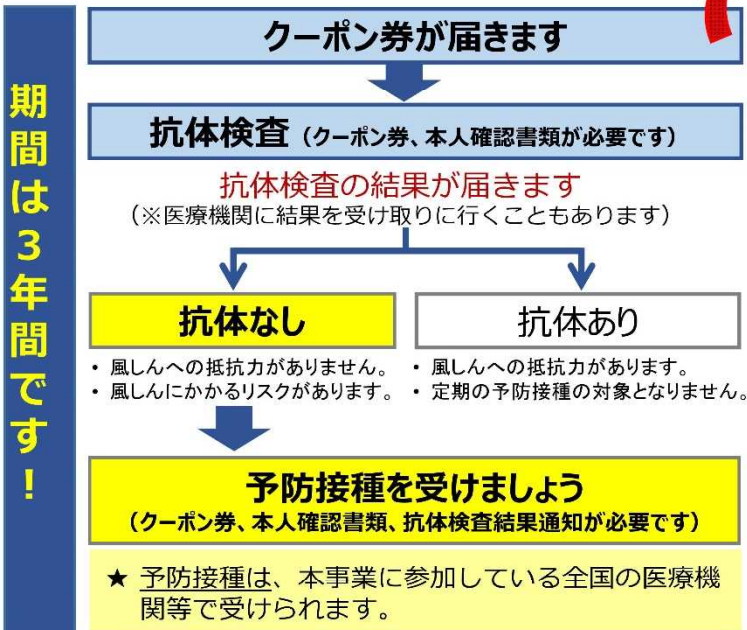 期間は３年間です！
クーポン券が届きます
抗体検査（クーポン券、本人確認書類が必要です）
抗体検査の結果が届きます
（※医療機関に結果を受け取りに行くこともあります）
抗体なし
・ 風しんへの抵抗力がありません。
・ 風しんにかかるリスクがあります。
抗体あり
・ 風しんへの抵抗力があります。
・ 定期の予防接種の対象となりません。
予防接種を受けましょう
（クーポン券、本人確認書類、抗体検査結果通知が必要です）
★ 予防接種は、本事業に参加している全国の医療機
関等で受けられます。